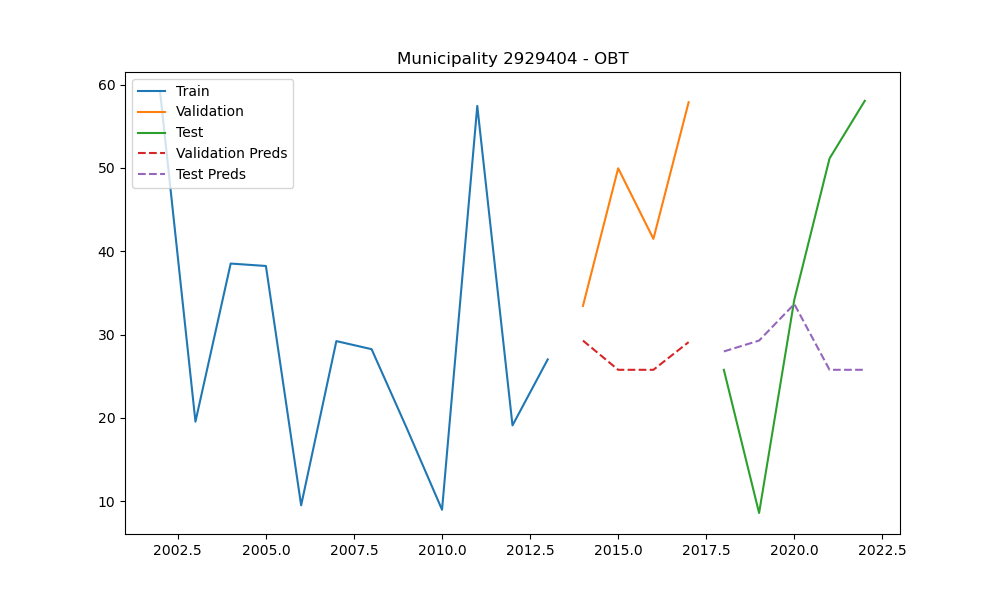 Municipality 2929404 - OBT
Train
Validation
Test
Validation Preds
Test Preds
60
50
40
30
20
10
2002.5 2005.0 2007.5 2010.0 2012.5 2015.0 2017.5 2020.0 2022.5